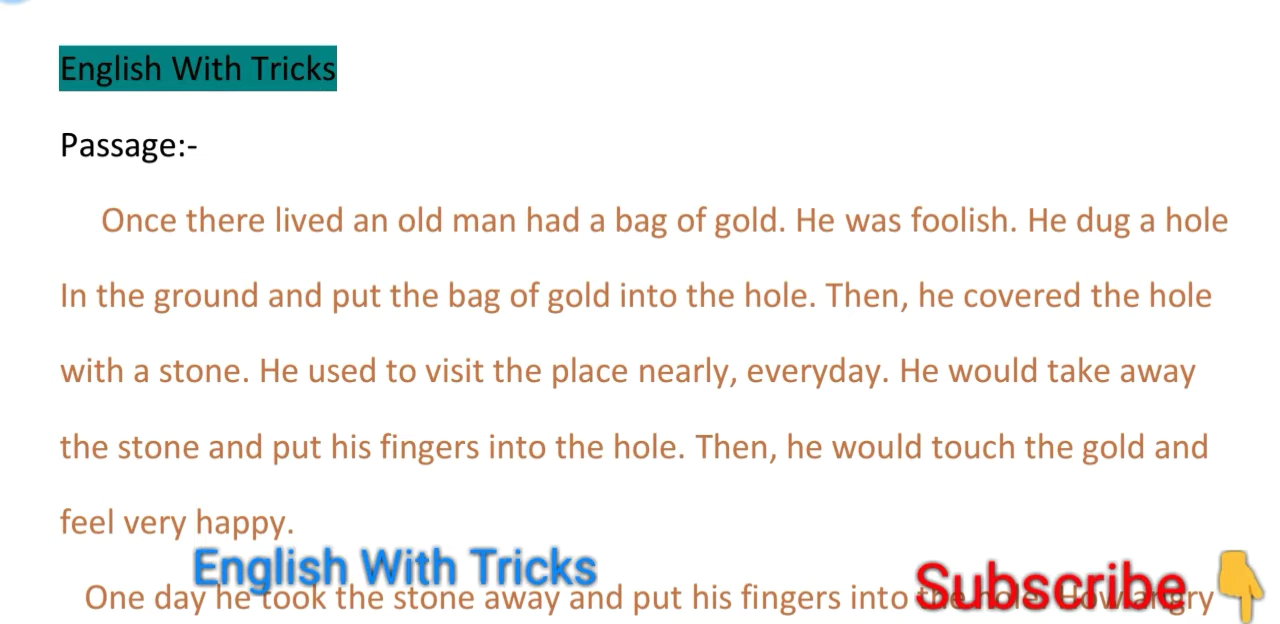 English With Tricks
Passage:-
Once there lived an old man had a bag of gold. He was foolish. He dug a hole
In the ground and put the bag of gold into the hole. Then, he covered the hole
with a stone. He used to visit the place nearly, everyday. He would take away
the stone and put his fingers into the hole. Then, he would touch the gold and
feel very happy.
English With Tricks
Subscribe
One day he took the stone away and put his fingers into the hole. How angry